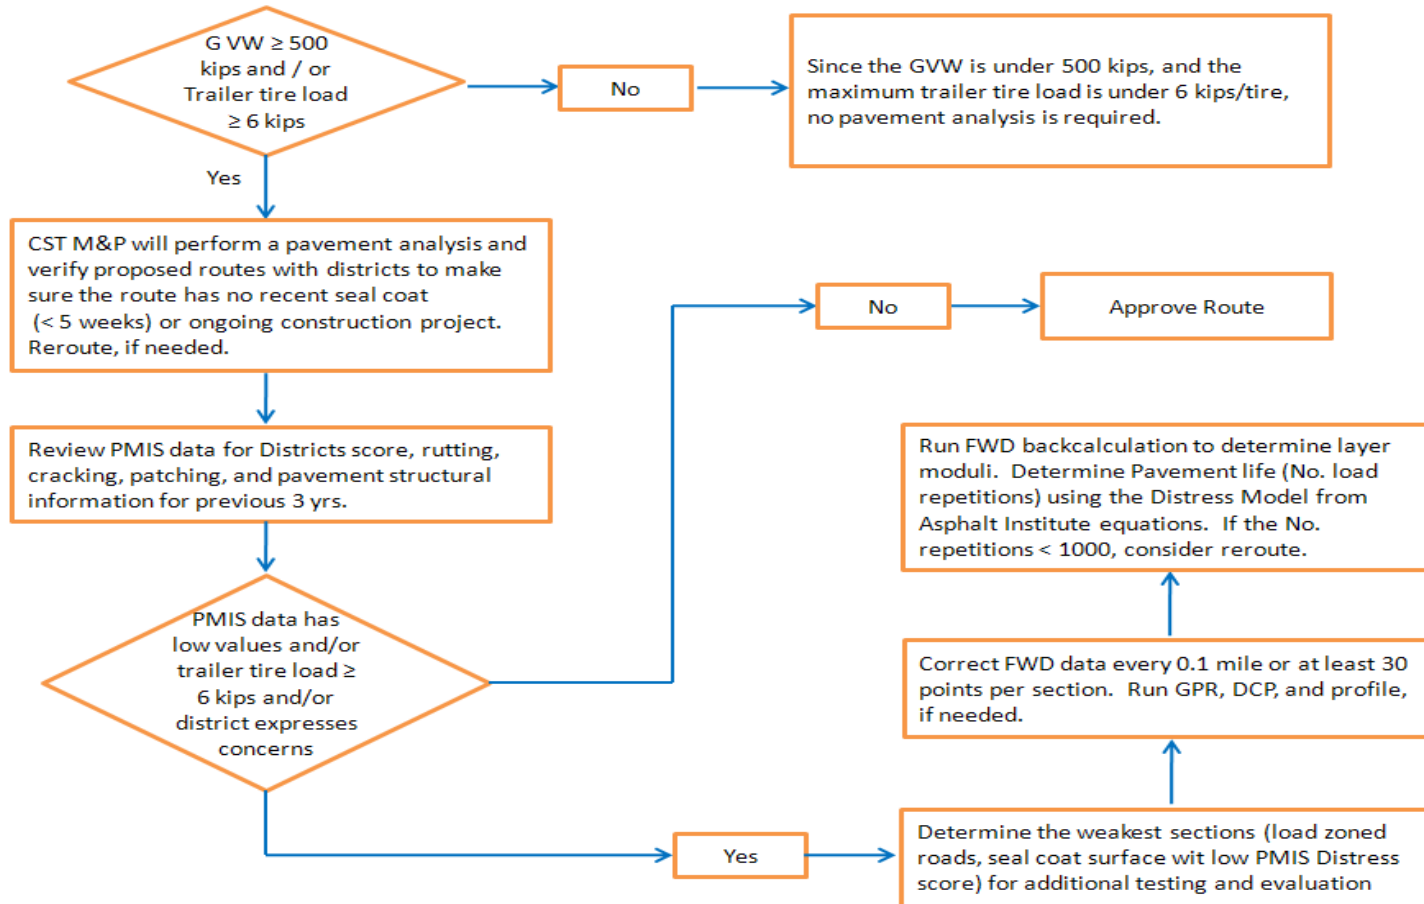 G VW ≥ 500
kips and / or
Trailer tire load
≥ 6 kips
No
Since the GVW is under 500 kips, and the
maximum trailer tire load is under 6 kips/tire,
no pavement analysis is required.
Yes
CST M&P will perform a pavement analysis and
verify proposed routes with districts to make
sure the route has no recent seal coat
(< 5 weeks) or ongoing construction project.
Reroute, if needed.
No
Approve Route
Review PMIS data for Districts score, rutting,
cracking, patching, and pavement structural
information for previous 3 yrs.
PMIS data has
low values and/or
trailer tire load ≥
6 kips and/or
district expresses
concerns
Yes
Determine the weakest sections (load zoned
roads, seal coat surface wit low PMIS Distress
score) for additional testing and evaluation
Correct FWD data every 0.1 mile or at least 30
points per section. Run GPR, DCP, and profile,
if needed.
Run FWD backcalculation to determine layer
moduli. Determine Pavement life (No. load
repetitions) using the Distress Model from
Asphalt Institute equations. If the No.
repetitions < 1000, consider reroute.